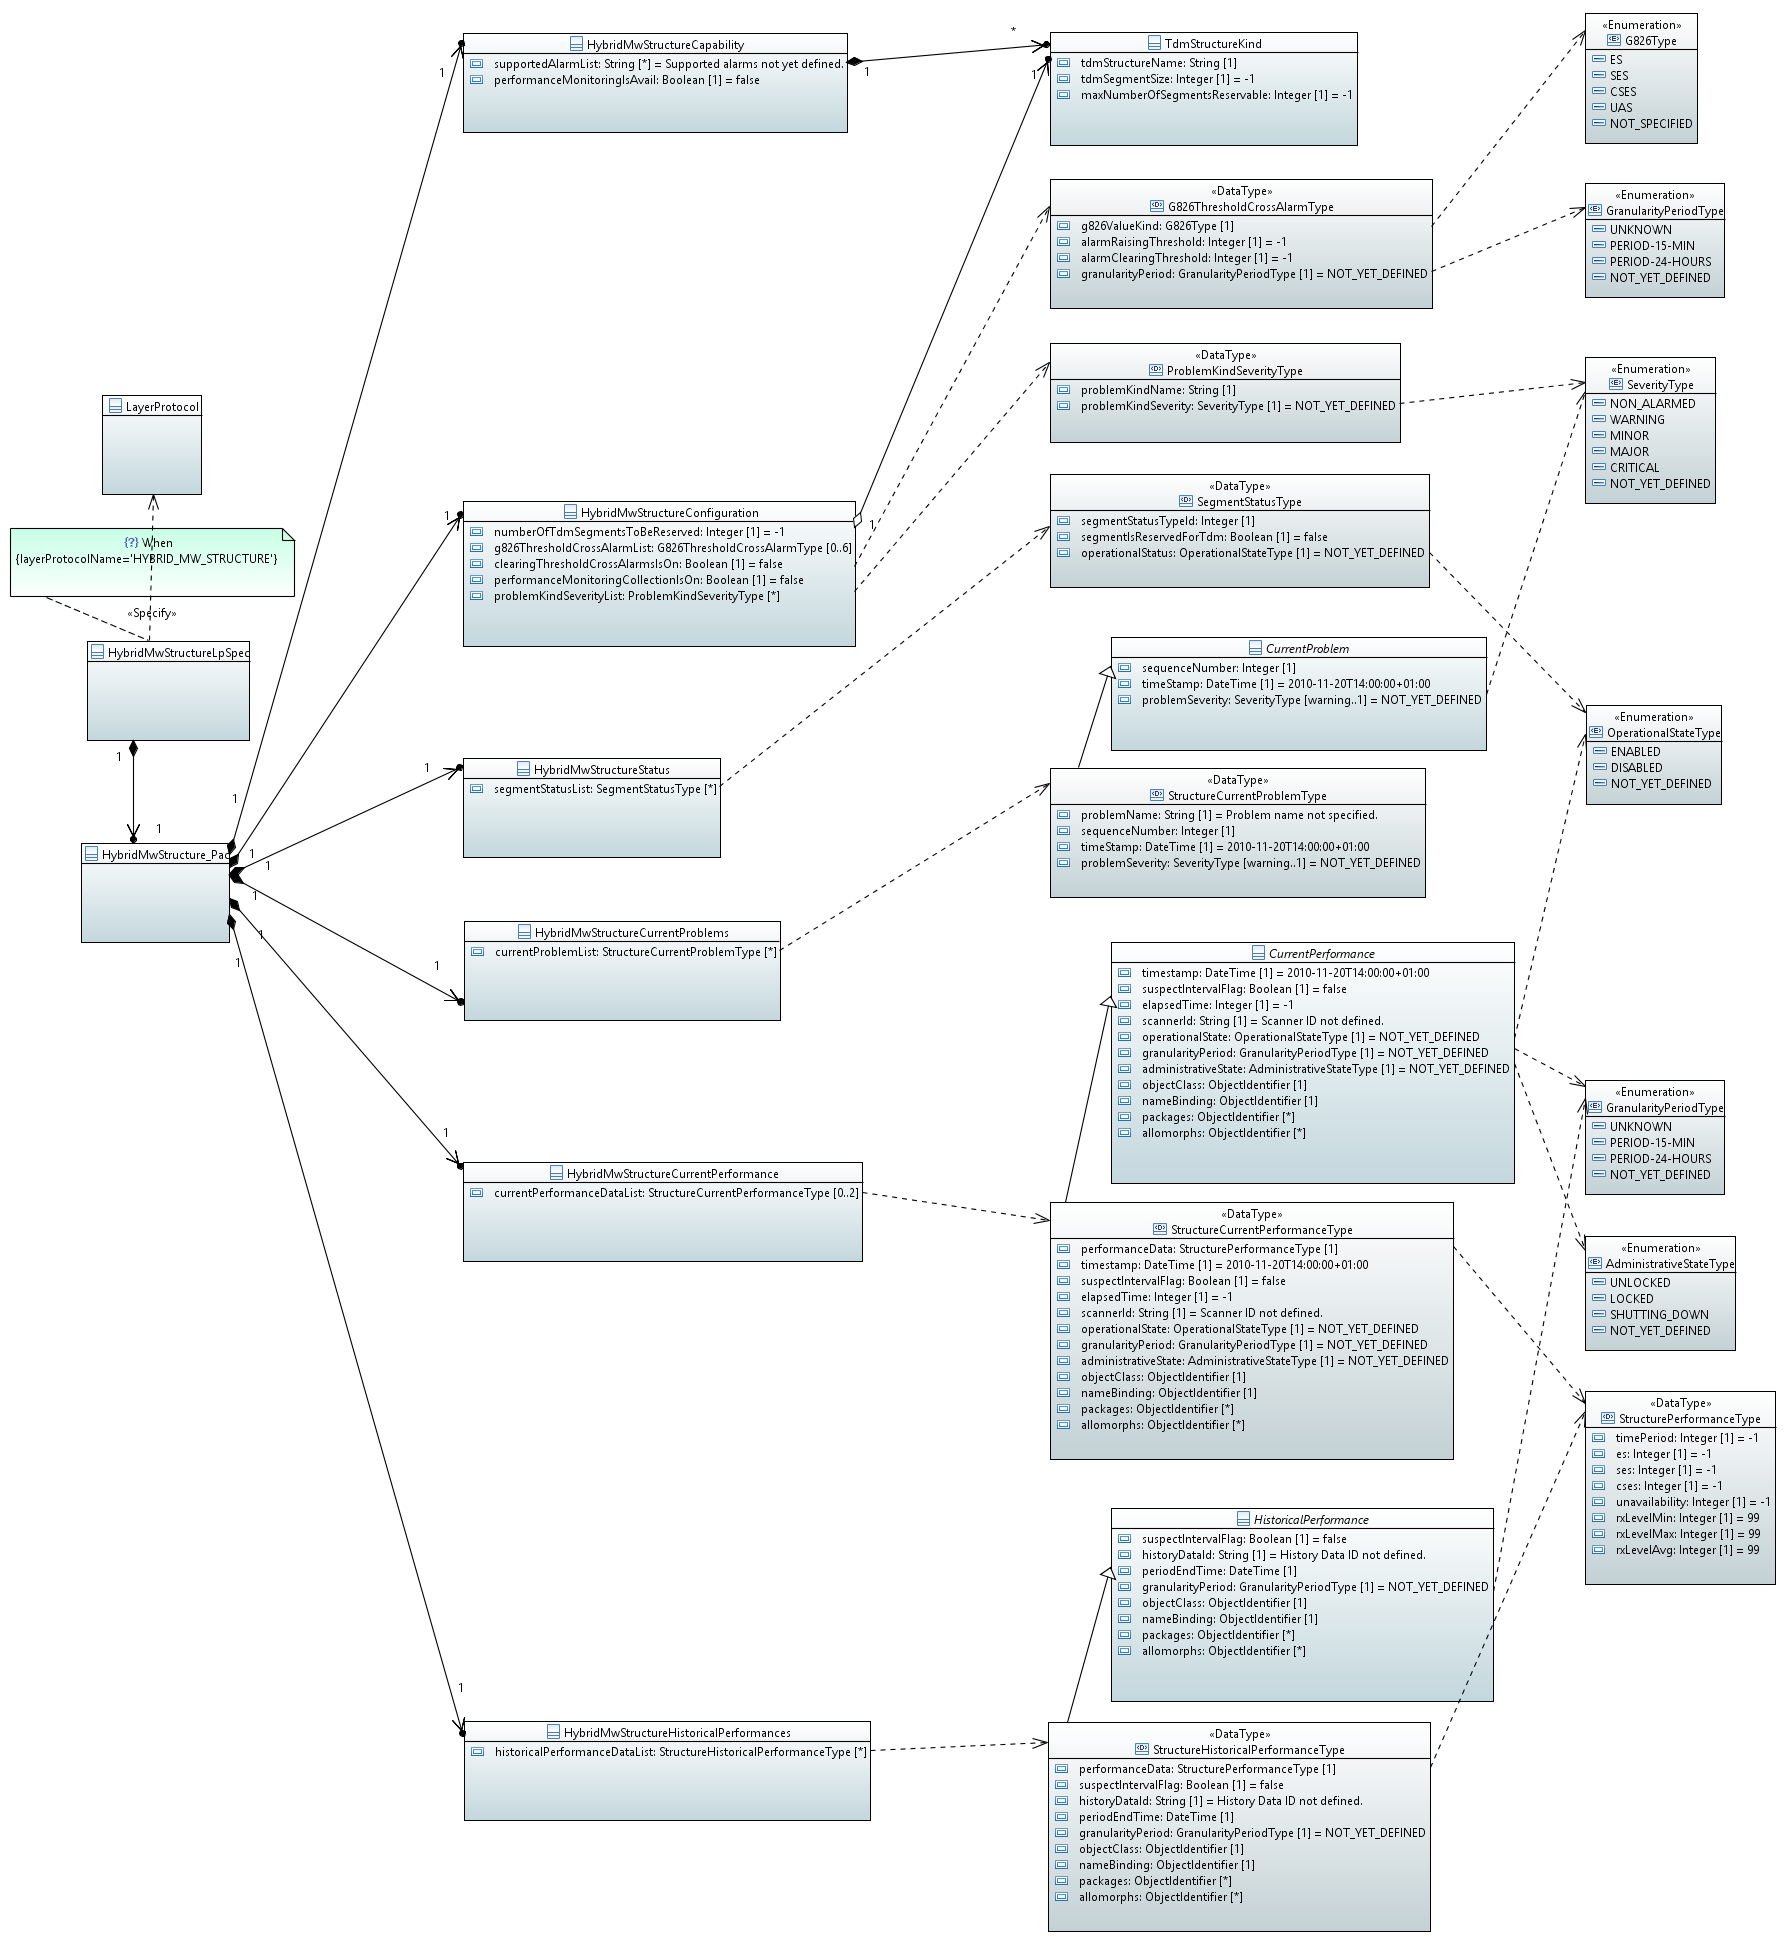 HybridMwStructureCapability
supportedAlarmList: String [*] = Supported alarms not yet defined.
performanceMonitoringIsAvail: Boolean [1] = false
1
1
*
1
TdmStructureKind
tdmStructureName: String [1]
tdmSegmentSize: Integer [1] = -1
maxNumberOfSegmentsReservable: Integer [1] = -1
«Enumeration»
G826Type
ES
SES
CSES
UAS
NOT_SPECIFIED
«DataType»
G826ThresholdCrossAlarmType
g826ValueKind: G826Type [1]
alarmRaisingThreshold: Integer [1] = -1
alarmClearingThreshold: Integer [1] = -1
granularityPeriod: GranularityPeriodType [1] = NOT_YET_DEFINED
«Enumeration»
GranularityPeriodType
UNKNOWN
PERIOD-15-MIN
PERIOD-24-HOURS
NOT_YET_DEFINED
«DataType»
ProblemKindSeverityType
problemKindName: String [1]
problemKindSeverity: SeverityType [1] = NOT_YET_DEFINED
«Enumeration»
SeverityType
NON_ALARMED
WARNING
MINOR
MAJOR
CRITICAL
NOT_YET_DEFINED
LayerProtocol
{?} When
{layerProtocolName='HYBRID_MW_STRUCTURE'}
«Specify»
HybridMwStructureLpSpec
1
1
HybridMwStructure_Pac
1
1
1
1
1
1
1
HybridMwStructureConfiguration
numberOfTdmSegmentsToBeReserved: Integer [1] = -1
g826ThresholdCrossAlarmList: G826ThresholdCrossAlarmType [0..6]
clearingThresholdCrossAlarmsIsOn: Boolean [1] = false
performanceMonitoringCollectionIsOn: Boolean [1] = false
problemKindSeverityList: ProblemKindSeverityType [*]
1
«DataType»
SegmentStatusType
segmentStatusTypeId: Integer [1]
segmentIsReservedForTdm: Boolean [1] = false
operationalStatus: OperationalStateType [1] = NOT_YET_DEFINED
CurrentProblem
sequenceNumber: Integer [1]
timeStamp: DateTime [1] = 2010-11-20T14:00:00+01:00
problemSeverity: SeverityType [warning..1] = NOT_YET_DEFINED
«Enumeration»
OperationalStateType
ENABLED
DISABLED
NOT_YET_DEFINED
1
HybridMwStructureStatus
segmentStatusList: SegmentStatusType [*]
«DataType»
StructureCurrentProblemType
problemName: String [1] = Problem name not specified.
sequenceNumber: Integer [1]
timeStamp: DateTime [1] = 2010-11-20T14:00:00+01:00
problemSeverity: SeverityType [warning..1] = NOT_YET_DEFINED
1
HybridMwStructureCurrentProblems
currentProblemList: StructureCurrentProblemType [*]
CurrentPerformance
timestamp: DateTime [1] = 2010-11-20T14:00:00+01:00
suspectIntervalFlag: Boolean [1] = false
elapsedTime: Integer [1] = -1
scannerId: String [1] = Scanner ID not defined.
operationalState: OperationalStateType [1] = NOT_YET_DEFINED
granularityPeriod: GranularityPeriodType [1] = NOT_YET_DEFINED
administrativeState: AdministrativeStateType [1] = NOT_YET_DEFINED
objectClass: ObjectIdentifier [1]
nameBinding: ObjectIdentifier [1]
packages: ObjectIdentifier [*]
allomorphs: ObjectIdentifier [*]
«Enumeration»
GranularityPeriodType
UNKNOWN
PERIOD-15-MIN
PERIOD-24-HOURS
NOT_YET_DEFINED
1
HybridMwStructureCurrentPerformance
currentPerformanceDataList: StructureCurrentPerformanceType [0..2]
«DataType»
StructureCurrentPerformanceType
performanceData: StructurePerformanceType [1]
timestamp: DateTime [1] = 2010-11-20T14:00:00+01:00
suspectIntervalFlag: Boolean [1] = false
elapsedTime: Integer [1] = -1
scannerId: String [1] = Scanner ID not defined.
operationalState: OperationalStateType [1] = NOT_YET_DEFINED
granularityPeriod: GranularityPeriodType [1] = NOT_YET_DEFINED
administrativeState: AdministrativeStateType [1] = NOT_YET_DEFINED
objectClass: ObjectIdentifier [1]
nameBinding: ObjectIdentifier [1]
packages: ObjectIdentifier [*]
allomorphs: ObjectIdentifier [*]
«Enumeration»
AdministrativeStateType
UNLOCKED
LOCKED
SHUTTING_DOWN
NOT_YET_DEFINED
«DataType»
StructurePerformanceType
timePeriod: Integer [1] = -1
es: Integer [1] = -1
ses: Integer [1] = -1
cses: Integer [1] = -1
unavailability: Integer [1] = -1
rxLevelMin: Integer [1] = 99
rxLevelMax: Integer [1] = 99
rxLevelAvg: Integer [1] = 99
HistoricalPerformance
suspectIntervalFlag: Boolean [1] = false
historyDataId: String [1] = History Data ID not defined.
periodEndTime: DateTime [1]
granularityPeriod: GranularityPeriodType [1] = NOT_YET_DEFINED
objectClass: ObjectIdentifier [1]
nameBinding: ObjectIdentifier [1]
packages: ObjectIdentifier [*]
allomorphs: ObjectIdentifier [*]
1
HybridMwStructureHistoricalPerformances
historicalPerformanceDataList: StructureHistoricalPerformanceType [*]
«DataType»
StructureHistoricalPerformanceType
performanceData: StructurePerformanceType [1]
suspectIntervalFlag: Boolean [1] = false
historyDataId: String [1] = History Data ID not defined.
periodEndTime: DateTime [1]
granularityPeriod: GranularityPeriodType [1] = NOT_YET_DEFINED
objectClass: ObjectIdentifier [1]
nameBinding: ObjectIdentifier [1]
packages: ObjectIdentifier [*]
allomorphs: ObjectIdentifier [*]